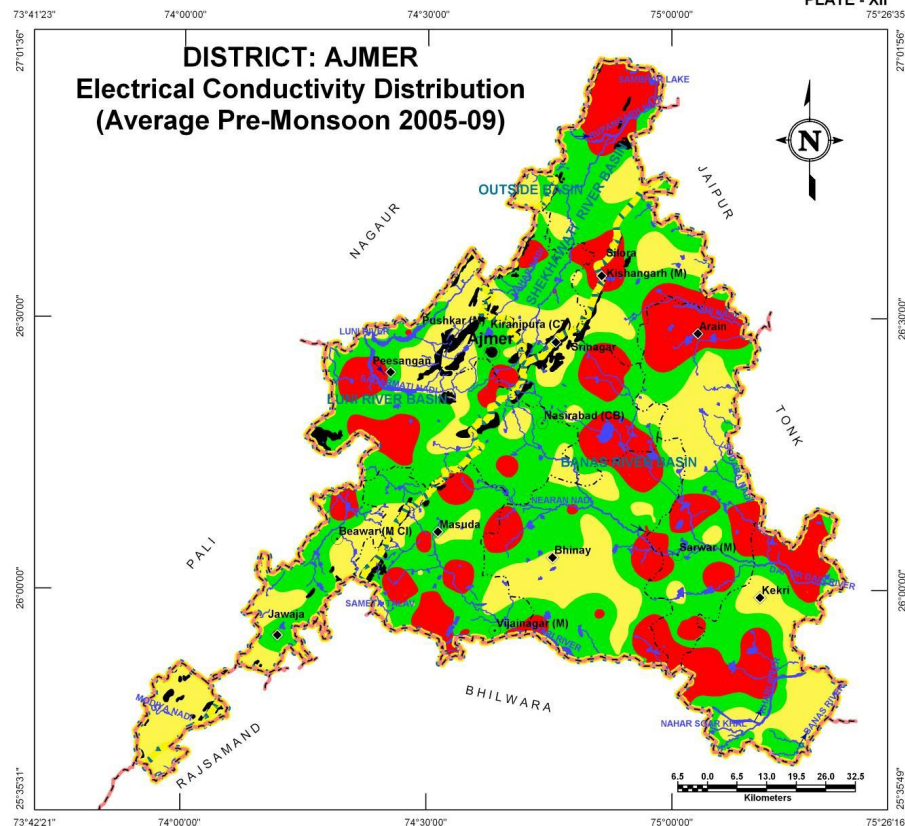 PLATE - XII
73°41'23"
74°00'00"
74°30'00"
75°00'00"
75°26'35"
27°01'36"
27°01'56"
DISTRICT: AJMER
Electrical Conductivity Distribution
(Average Pre-Monsoon 2005-09)
N
SAMBHAR LAKE
JAIPUR
OUTSIDE BASIN
SHEKHAWATI RIVER BASIN
NAGAUR
Silora
Kishangarh (M)
26°30'00"
26°30'00"
Pushkar (M)
Kiranipura (CT)
Arain
LUNI RIVER
Ajmer
Srinagar
Peesangan
LUNI RIVER BASIN
Nasirabad (CB)
TONK
BANAS RIVER BASIN
NEARAN NADI
Masuda
Beawar (M Cl)
PALI
Bhinay
Sarwar (M)
26°00'00"
26°00'00"
Kekri
Jawaja
Vijainagar (M)
BHILWARA
NAHAR SAGAR KHAL
BANAS RIVER
RAJSAMAND
6.5 0.0 6.5 13.0 19.5 26.0 32.5
Kilometers
25°35'31"
25°35'49"
73°42'21"
74°00'00"
74°30'00"
75°00'00"
75°26'16"